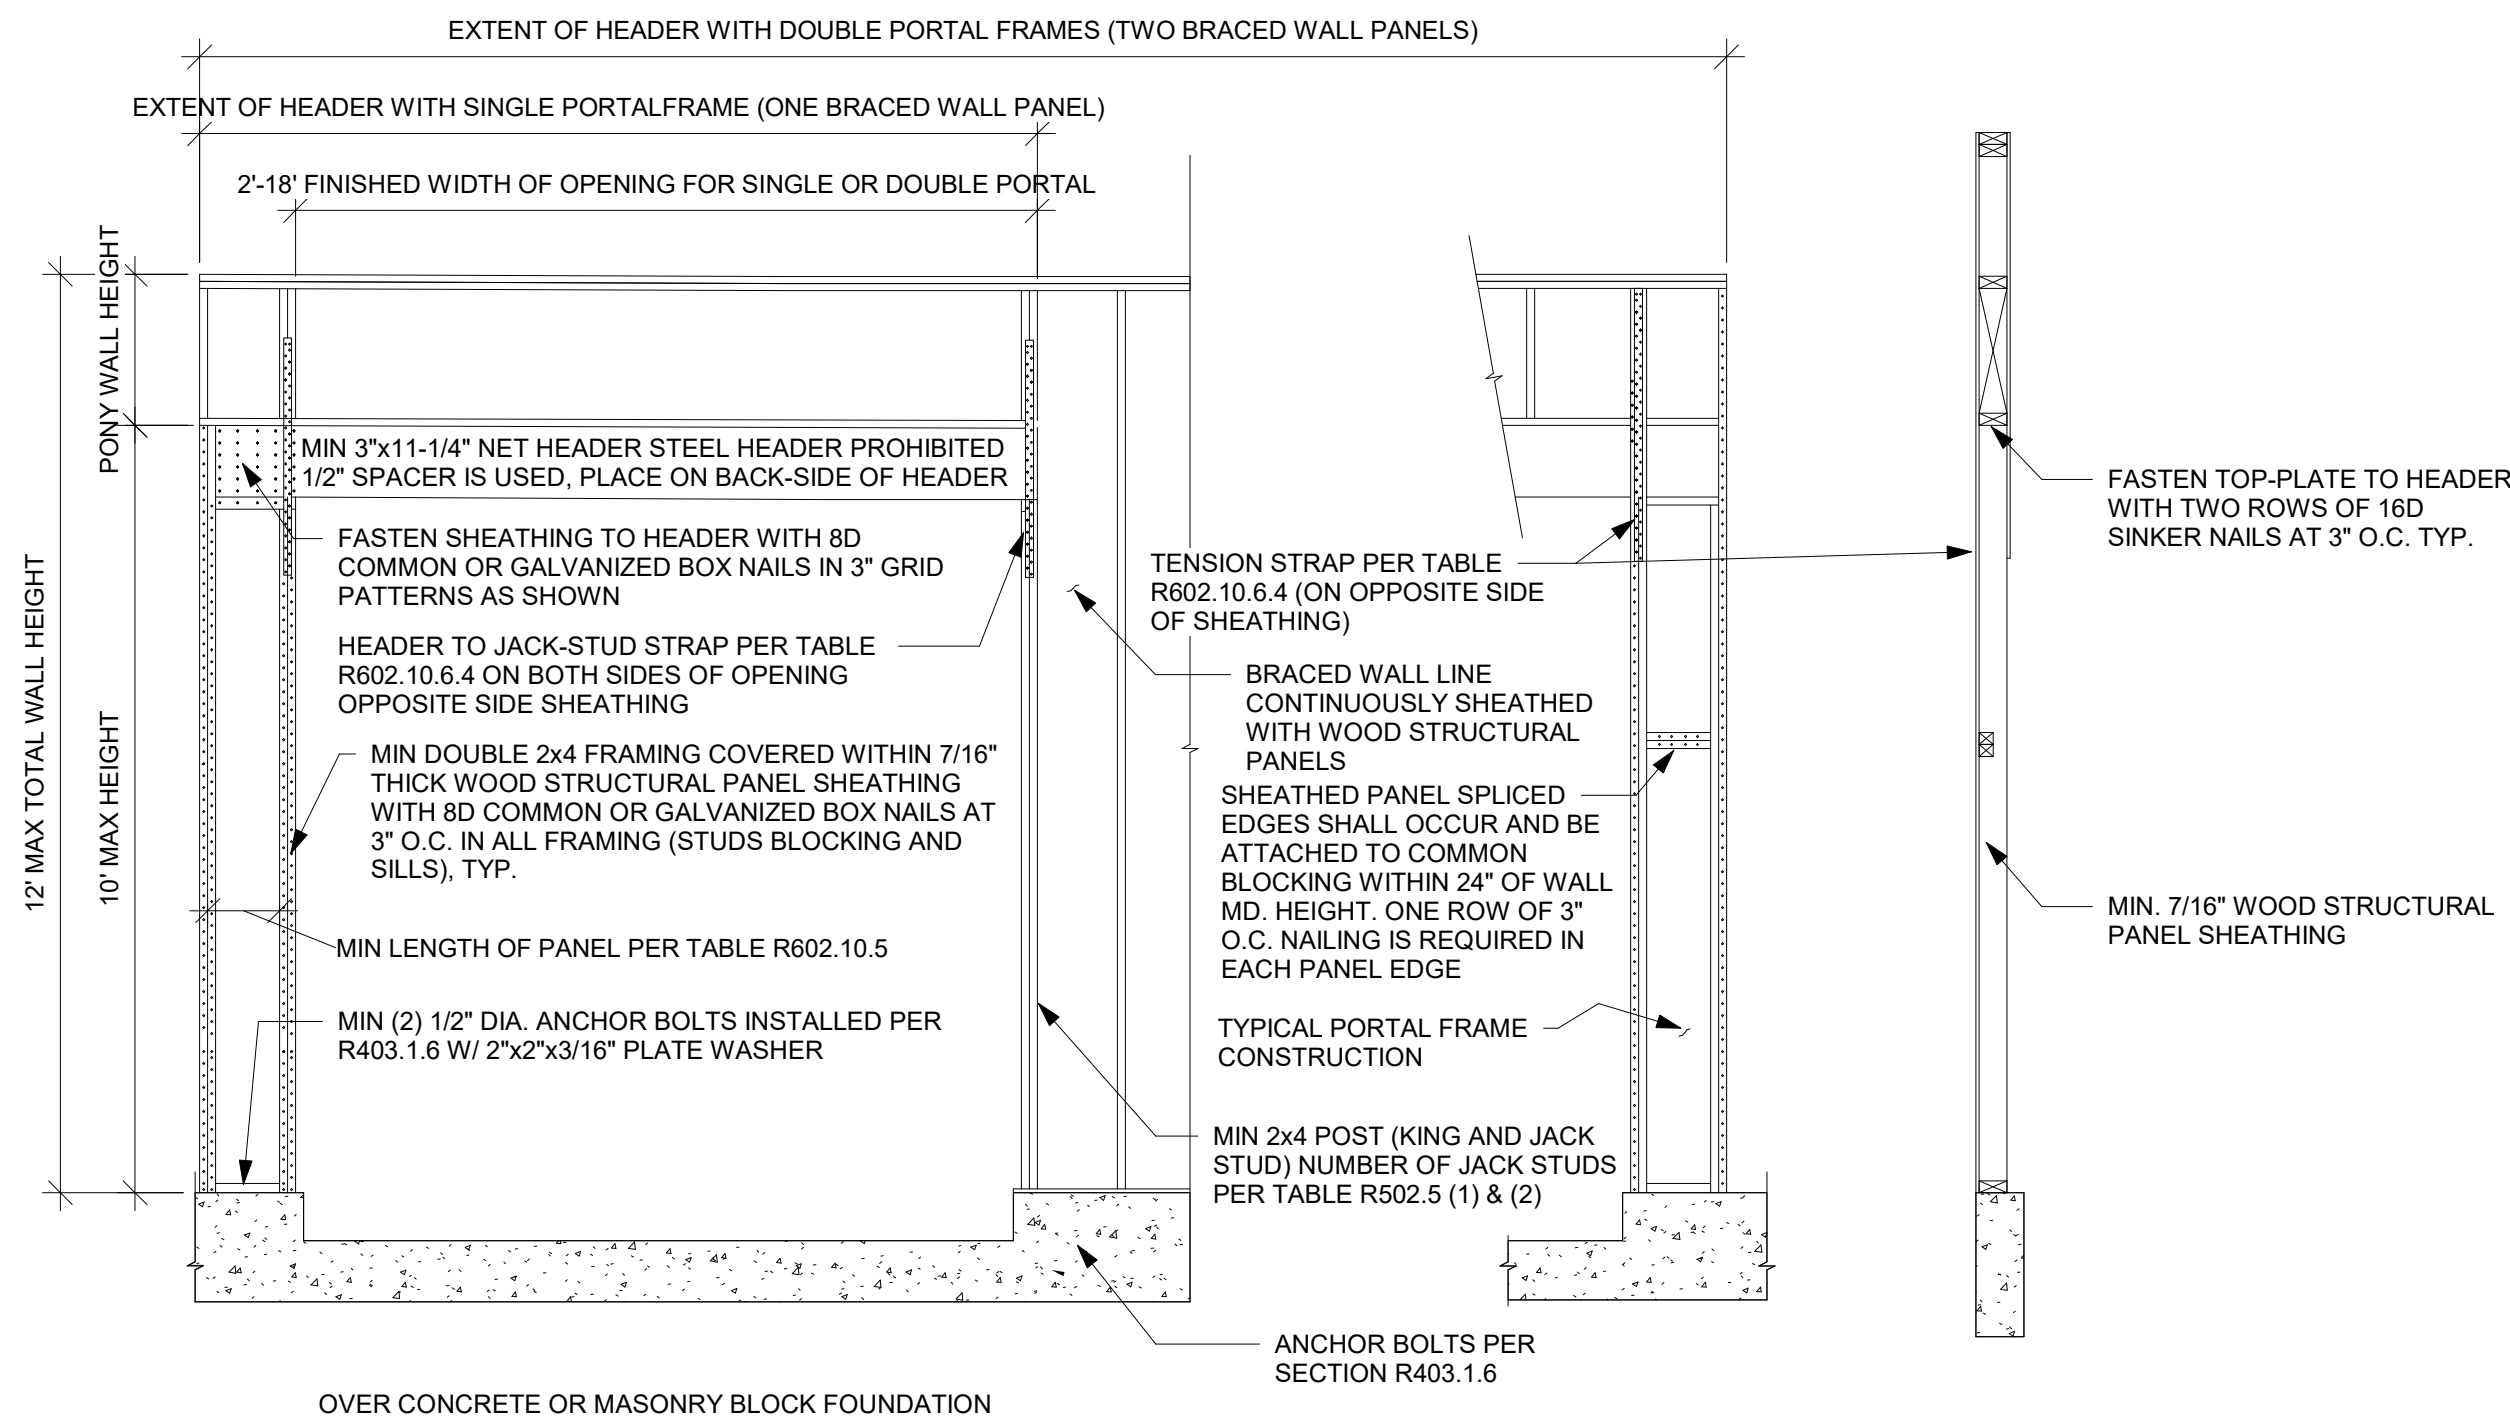 EXTENT OF HEADER WITH DOUBLE PORTAL FRAMES (TWO BRACED WALL PANELS)
EXTENT OF HEADER WITH SINGLE PORTALFRAME (ONE BRACED WALL PANEL)
2'-18' FINISHED WIDTH OF OPENING FOR SINGLE OR DOUBLE PORTAL
PONY WALL HEIGHT
12' MAX TOTAL WALL HEIGHT
10' MAX HEIGHT
MIN 3"x11-1/4" NET HEADER STEEL HEADER PROHIBITED
1/2" SPACER IS USED, PLACE ON BACK-SIDE OF HEADER
FASTEN SHEATHING TO HEADER WITH 8D
COMMON OR GALVANIZED BOX NAILS IN 3" GRID
PATTERNS AS SHOWN
HEADER TO JACK-STUD STRAP PER TABLE
R602.10.6.4 ON BOTH SIDES OF OPENING
OPPOSITE SIDE SHEATHING
MIN DOUBLE 2x4 FRAMING COVERED WITHIN 7/16"
THICK WOOD STRUCTURAL PANEL SHEATHING
WITH 8D COMMON OR GALVANIZED BOX NAILS AT
3" O.C. IN ALL FRAMING (STUDS BLOCKING AND
SILLS), TYP.
MIN LENGTH OF PANEL PER TABLE R602.10.5
MIN (2) 1/2" DIA. ANCHOR BOLTS INSTALLED PER
R403.1.6 W/ 2"x2"x3/16" PLATE WASHER
TENSION STRAP PER TABLE
R602.10.6.4 (ON OPPOSITE SIDE
OF SHEATHING)
BRACED WALL LINE
CONTINUOUSLY SHEATHED
WITH WOOD STRUCTURAL
PANELS
SHEATHED PANEL SPLICED
EDGES SHALL OCCUR AND BE
ATTACHED TO COMMON
BLOCKING WITHIN 24" OF WALL
MD. HEIGHT. ONE ROW OF 3"
O.C. NAILING IS REQUIRED IN
EACH PANEL EDGE
TYPICAL PORTAL FRAME
CONSTRUCTION
MIN 2x4 POST (KING AND JACK
STUD) NUMBER OF JACK STUDS
PER TABLE R502.5 (1) & (2)
ANCHOR BOLTS PER
SECTION R403.1.6
FASTEN TOP-PLATE TO HEADER
WITH TWO ROWS OF 16D
SINKER NAILS AT 3" O.C. TYP.
MIN. 7/16" WOOD STRUCTURAL
PANEL SHEATHING
OVER CONCRETE OR MASONRY BLOCK FOUNDATION